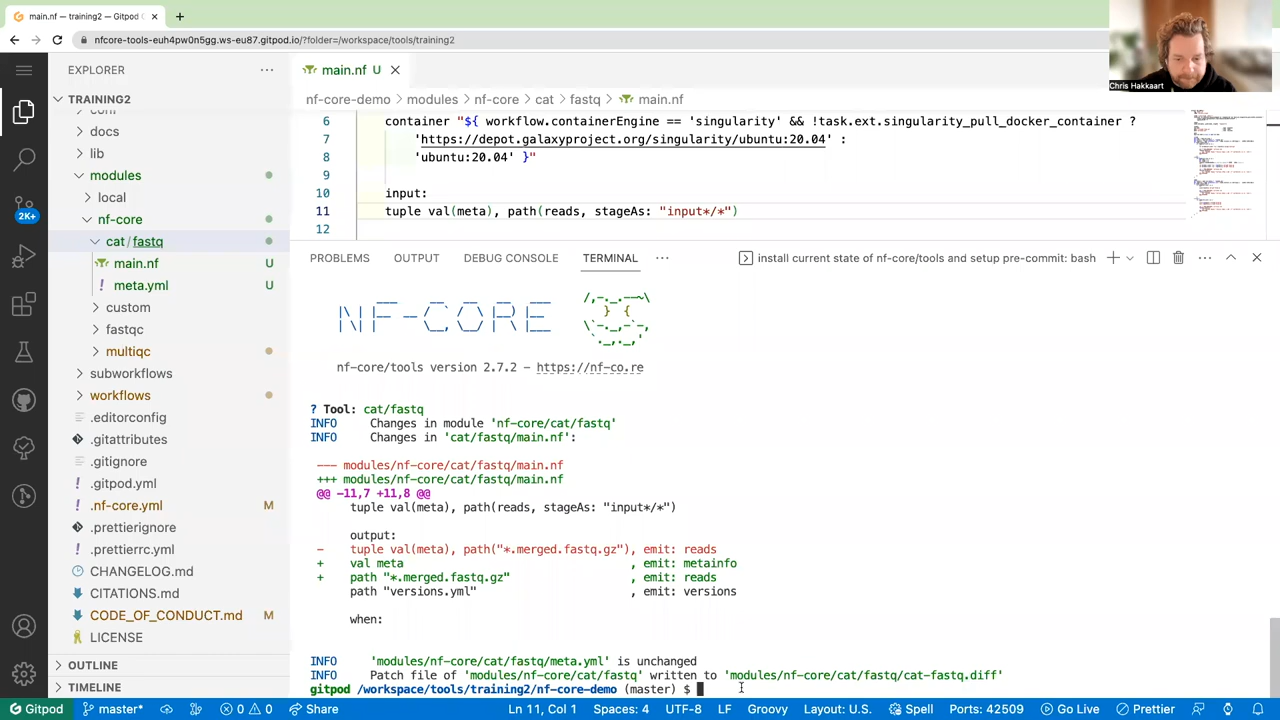 main.nf — training2 — Gitpod C
nfcore-tools-euh4pw0n5gg.ws-eu87.gitpod.io/?folder=/workspace/tools/training2
Chris Hakkaart
EXPLORER
TRAINING2
docs
lib
modules
local
nf-core
cat / fastq
main.nf U
meta.yml U
custom
fastqc
multiqc
subworkflows
workflows
.editorconfig
.gitattributes
.gitignore
.gitpod.yml
.nf-core.yml M
.prettierignore
.prettierrc.yml
CHANGELOG.md
CITATIONS.md
CODE_OF_CONDUCT.md M
LICENSE
OUTLINE
TIMELINE
2K+
main.nf U
nf-core-demo > modules > nf-core > cat > fastq > main.nf
6 container "${ workflow.containerEngine == 'singularity' && !task.ext.singularity_pull_docker_container ?
7
8 'ubuntu:20.04' }"
9
10 input:
11 tuple val(meta), path(reads, stageAs: "input*/*")
12
PROBLEMS OUTPUT DEBUG CONSOLE TERMINAL
install current state of nf-core/tools and setup pre-commit: bash
nf-core/tools version 2.7.2 - https://nf-co.re
? Tool: cat/fastq
INFO Changes in module 'nf-core/cat/fastq'
INFO Changes in 'cat/fastq/main.nf':
--- modules/nf-core/cat/fastq/main.nf
+++ modules/nf-core/cat/fastq/main.nf
@@ -11,7 +11,8 @@
tuple val(meta), path(reads, stageAs: "input*/*")
output:
- tuple val(meta), path("*.merged.fastq.gz"), emit: reads
+ val meta , emit: metainfo
+ path "*.merged.fastq.gz" , emit: reads
path "versions.yml" , emit: versions
when:
INFO 'modules/nf-core/cat/fastq/meta.yml' is unchanged
INFO Patch file of 'modules/nf-core/cat/fastq' written to 'modules/nf-core/cat/fastq/cat-fastq.diff'
gitpod /workspace/tools/training2/nf-core-demo (master) $
Gitpod master* 0 0 Share Ln 11, Col 1 Spaces: 4 UTF-8 LF Groovy Layout: U.S. Spell Ports: 42509 Go Live Prettier